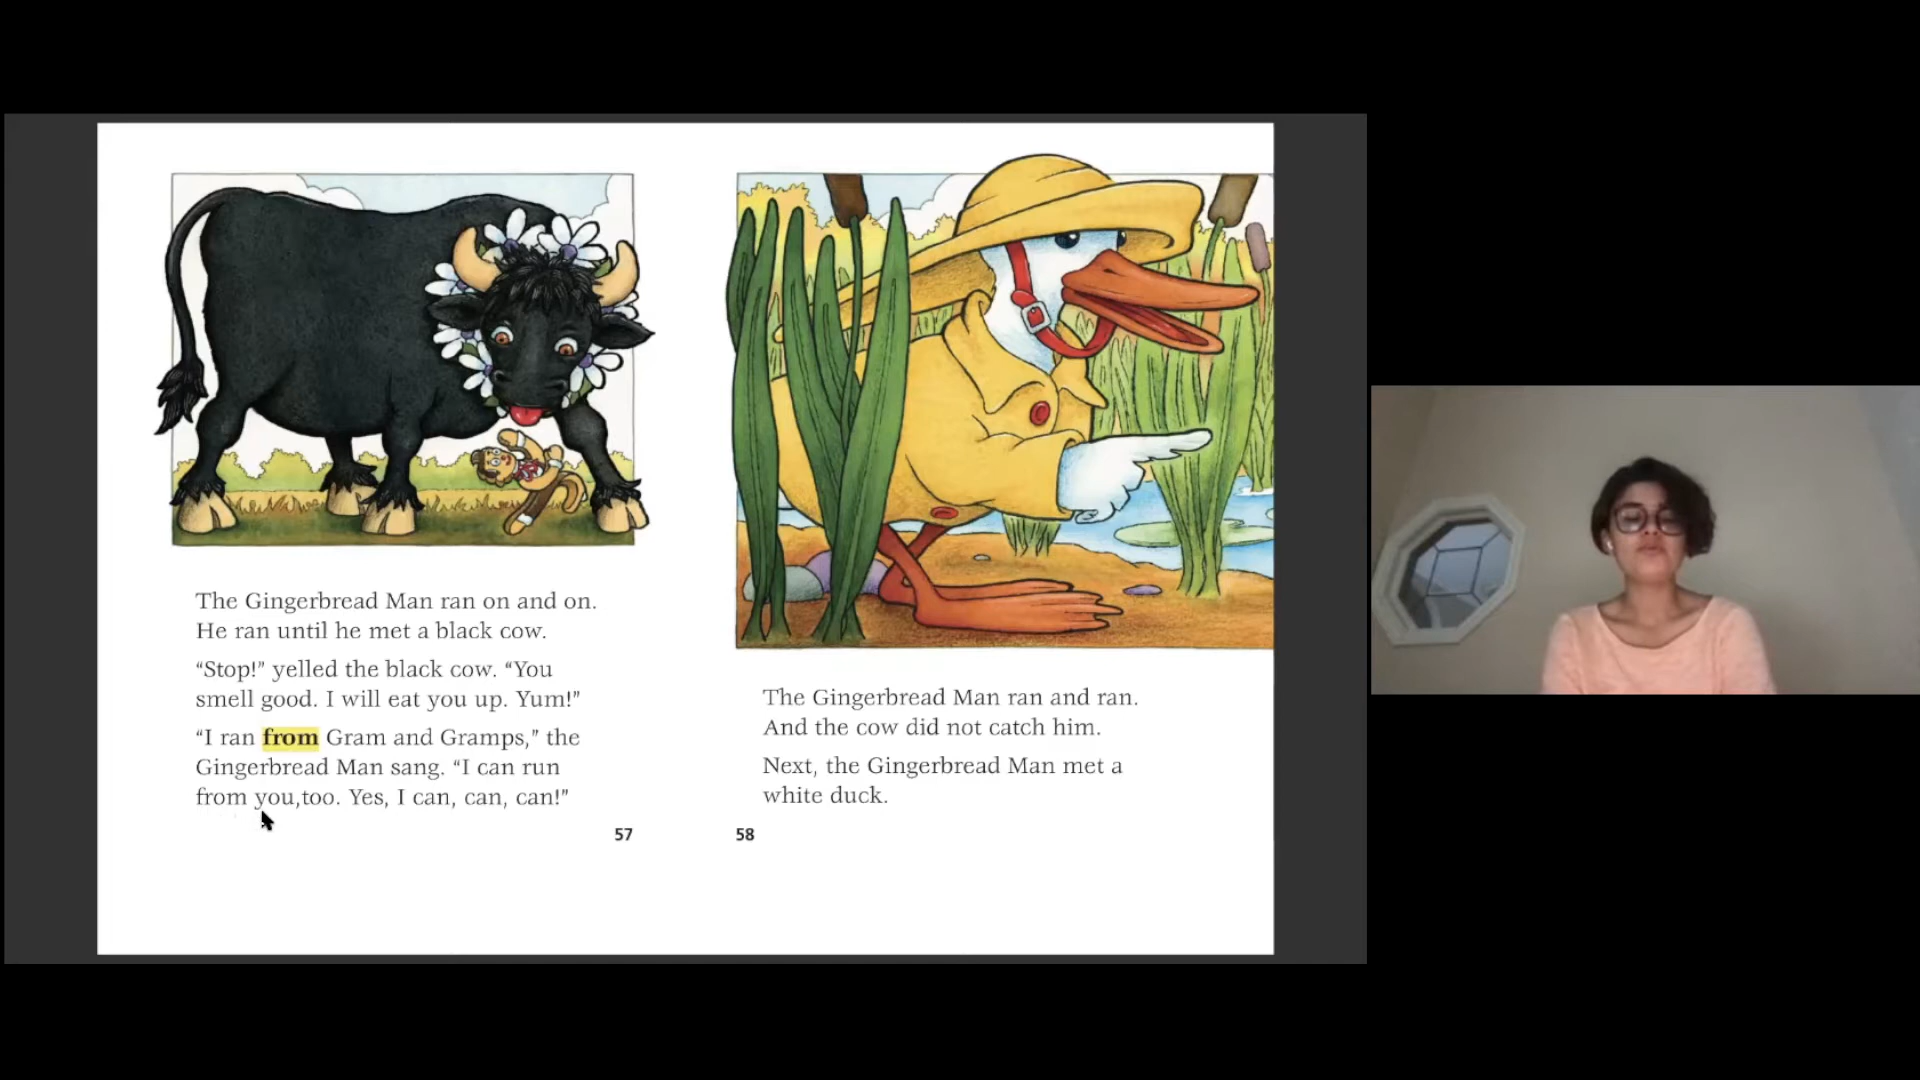 The Gingerbread Man ran on and on.
He ran until he met a black cow.
“Stop!” yelled the black cow. “You
smell good. I will eat you up. Yum!”
“I ran from Gram and Gramps,” the
Gingerbread Man sang. “I can run
from you,too. Yes, I can, can, can!”
57
The Gingerbread Man ran and ran.
And the cow did not catch him.
Next, the Gingerbread Man met a
white duck.
58